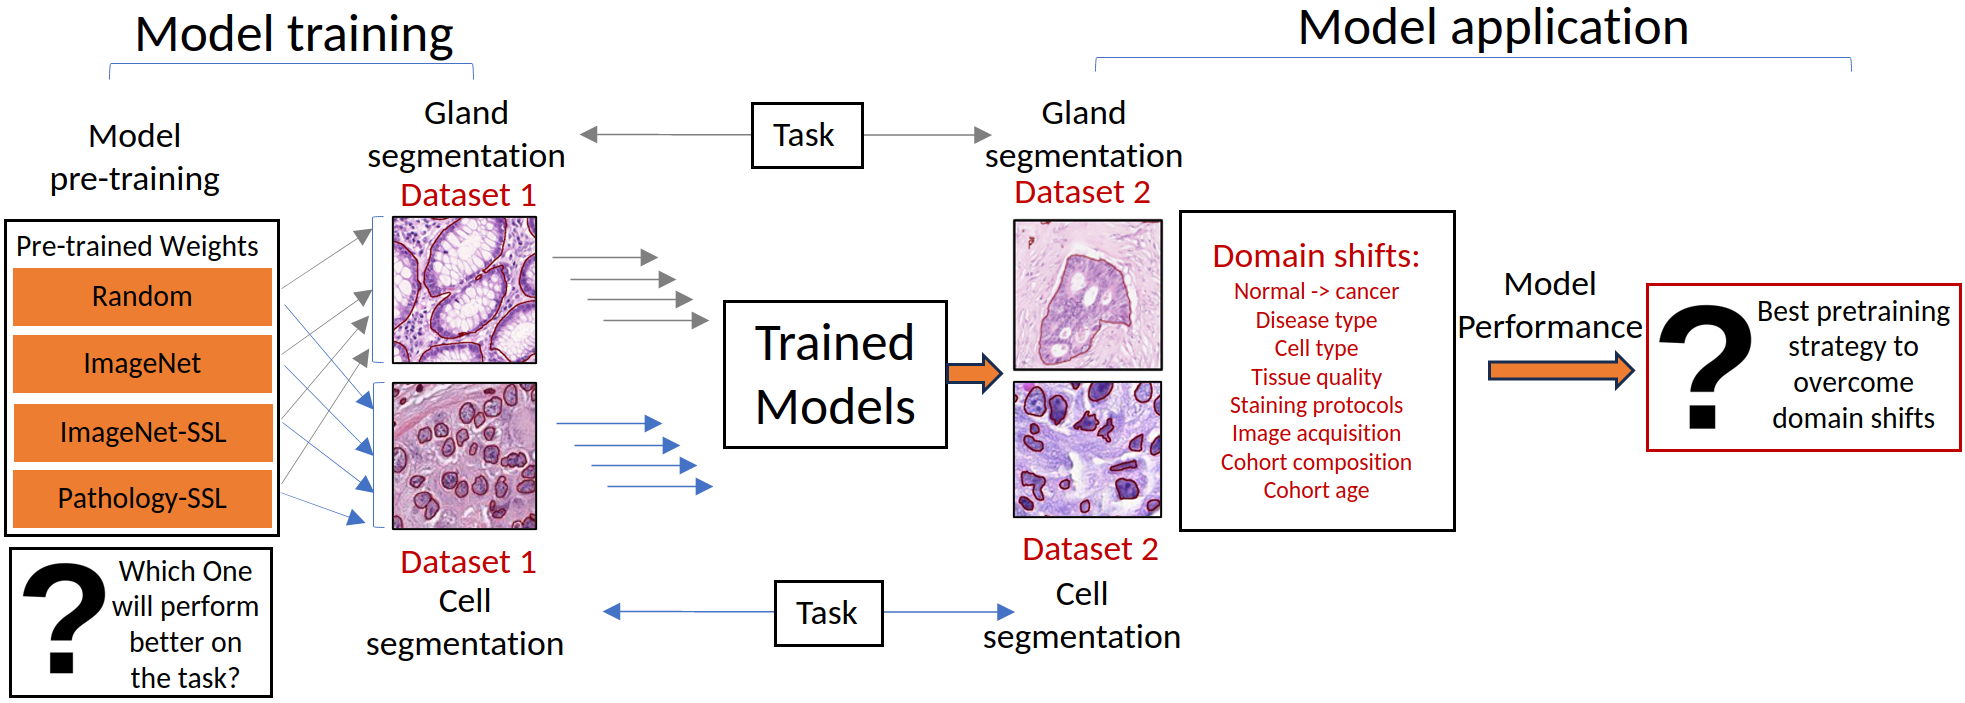 Model training
Model application
Model
pre-training
Pre-trained Weights
Random
ImageNet
ImageNet-SSL
Pathology-SSL
?
Which One
will perform
better on
the task?
Gland
segmentation
Dataset 1
Dataset 1
Cell
segmentation
Task
Trained
Models
Task
Gland
segmentation
Dataset 2
Dataset 2
Cell
segmentation
Domain shifts:
Normal -> cancer
Disease type
Cell type
Tissue quality
Staining protocols
Image acquisition
Cohort composition
Cohort age
Model
Performance
?
Best pretraining
strategy to
overcome
domain shifts